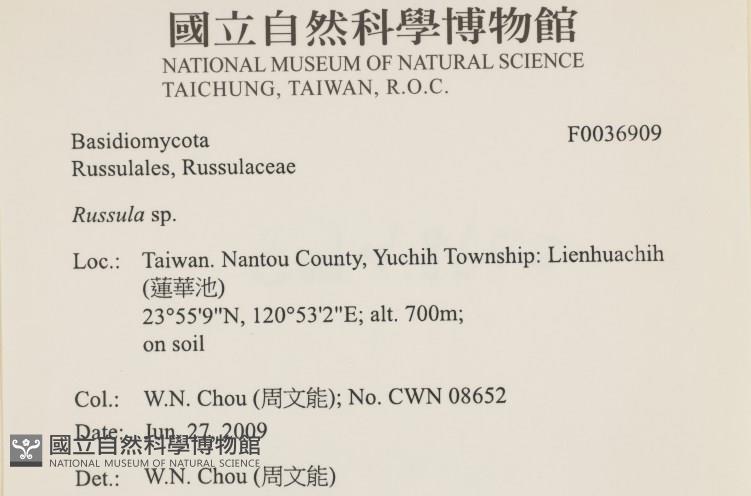 國立自然科學博物館
NATIONAL MUSEUM OF NATURAL SCIENCE
TAICHUNG, TAIWAN, R.O.C.
Basidiomycota F0036909
Russulales, Russulaceae
Russula sp.
Loc.: Taiwan. Nantou County, Yuchih Township: Lienhuachih
(蓮華池)
23°55'9"N, 120°53'2"E; alt. 700m;
on soil
Col.: W.N. Chou (周文能); No. CWN 08652
Date: Jun. 27, 2009
國立自然科學博物館
NATIONAL MUSEUM OF NATURAL SCIENCE
Det.: W.N. Chou (周文能)